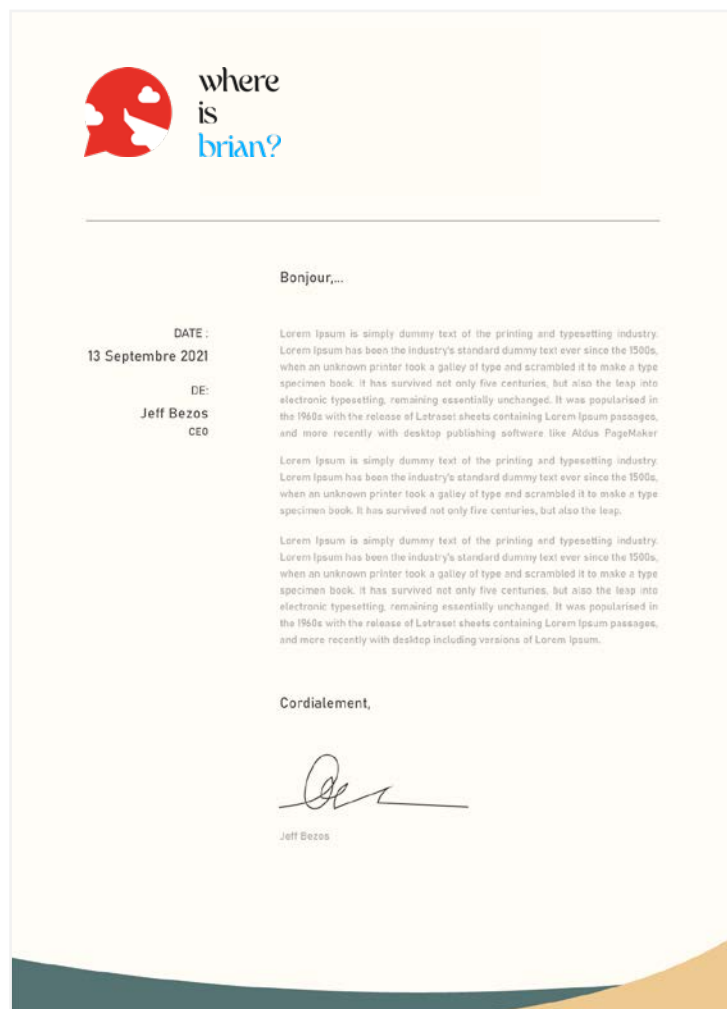 where
is
brian?
Bonjour,...
DATE :
13 Septembre 2021
DE:
Jeff Bezos
CEO
Lorem Ipsum is simply dummy text of the printing and typesetting industry.
Lorem Ipsum has been the industry's standard dummy text ever since the 1500s,
when an unknown printer took a galley of type and scrambled it to make a type
specimen book. It has survived not only five centuries, but also the leap into
electronic typesetting, remaining essentially unchanged. It was popularised in
the 1960s with the release of Letraset sheets containing Lorem Ipsum passages,
and more recently with desktop publishing software like Aldus PageMaker
Lorem Ipsum is simply dummy text of the printing and typesetting industry.
Lorem Ipsum has been the industry's standard dummy text ever since the 1500s,
when an unknown printer took a galley of type and scrambled it to make a type
specimen book. It has survived not only five centuries, but also the leap.
Lorem Ipsum is simply dummy text of the printing and typesetting industry.
Lorem Ipsum has been the industry's standard dummy text ever since the 1500s,
when an unknown printer took a galley of type and scrambled it to make a type
specimen book. It has survived not only five centuries, but also the leap into
electronic typesetting, remaining essentially unchanged. It was popularised in
the 1960s with the release of Letraset sheets containing Lorem Ipsum passages,
and more recently with desktop including versions of Lorem Ipsum.
Cordialement,
Jeff Bezos